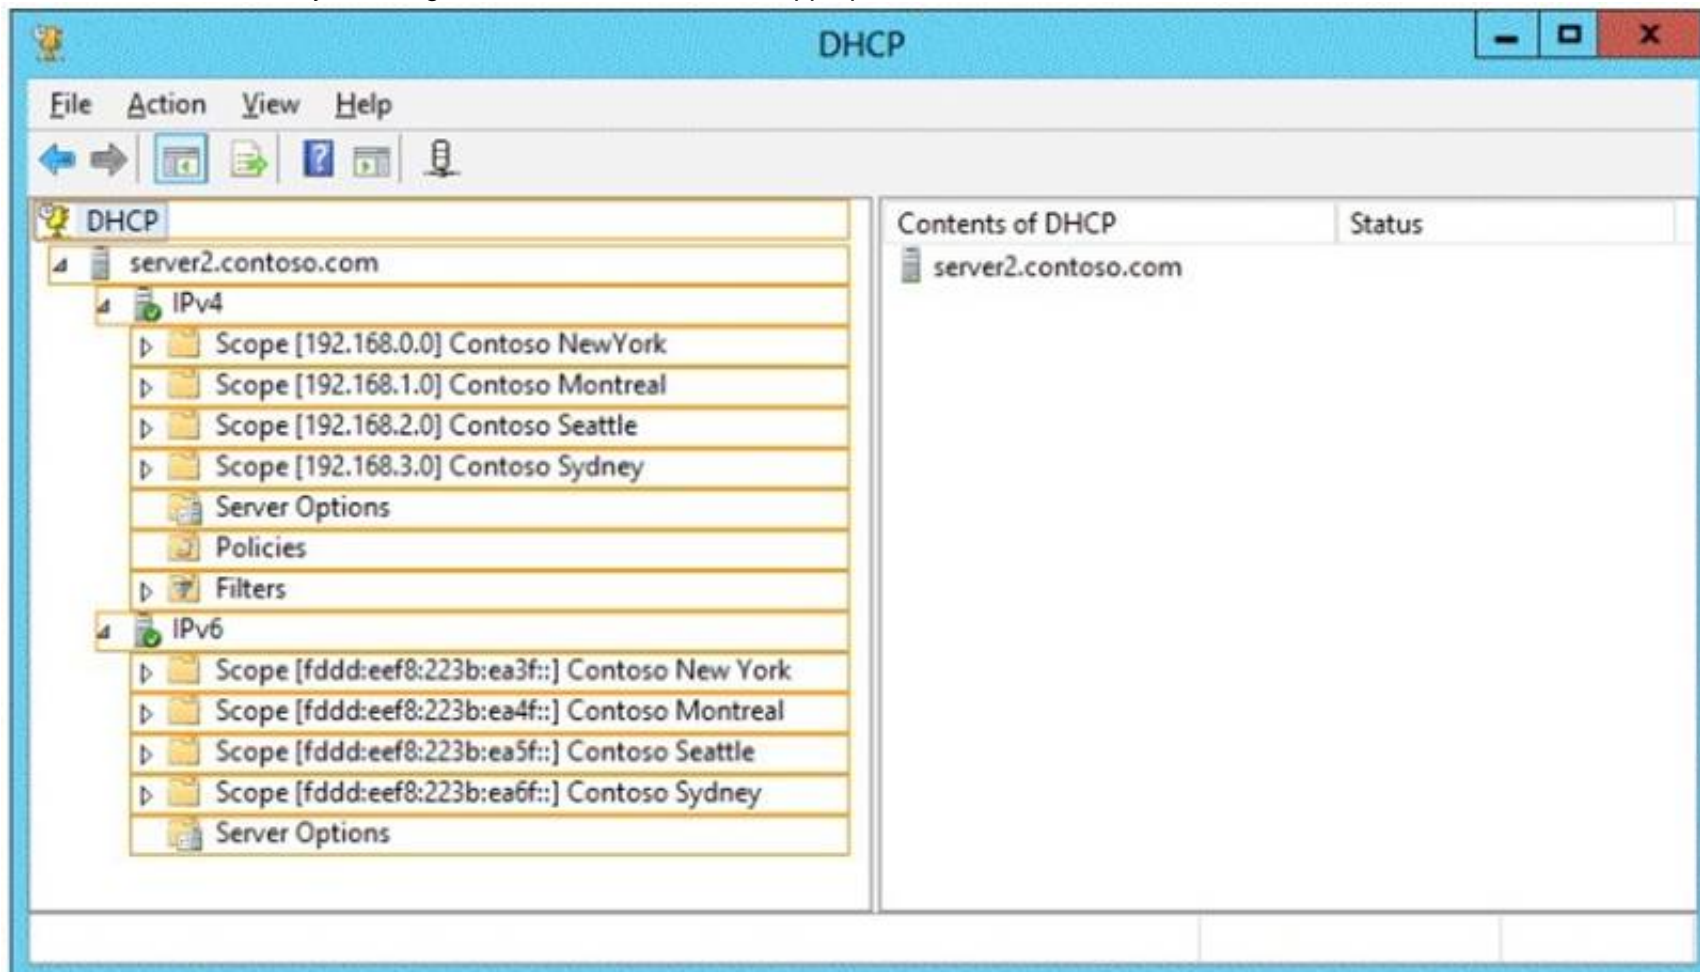 DHCP
File Action View Help
DHCP
server2.contoso.com
IPv4
Scope [192.168.0.0] Contoso NewYork
Scope [192.168.1.0] Contoso Montreal
Scope [192.168.2.0] Contoso Seattle
Scope [192.168.3.0] Contoso Sydney
Server Options
Policies
Filters
IPv6
Scope [fddd:eef8:223b:ea3f::] Contoso New York
Scope [fddd:eef8:223b:ea4f::] Contoso Montreal
Scope [fddd:eef8:223b:ea5f::] Contoso Seattle
Scope [fddd:eef8:223b:ea6f::] Contoso Sydney
Server Options
Contents of DHCP Status
server2.contoso.com